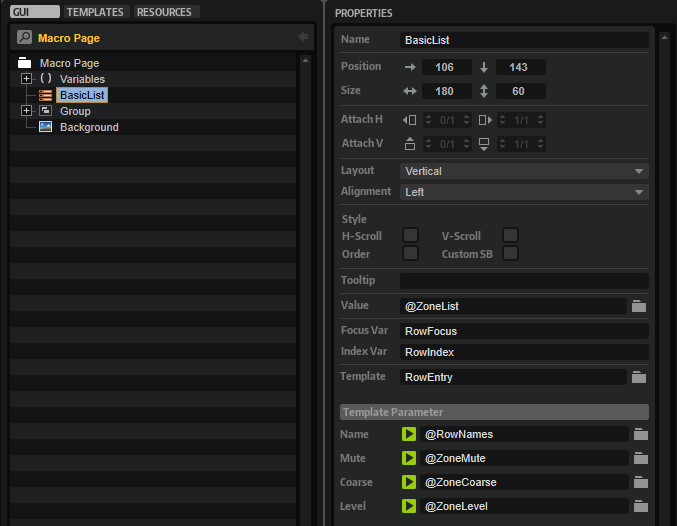 GUI TEMPLATES RESOURCES
Macro Page
Macro Page
( ) Variables
BasicList
Group
Background
PROPERTIES
Name BasicList
Position 106 143
Size 180 60
Attach H 0/1 1/1
Attach V 0/1 1/1
Layout Vertical
Alignment Left
Style
H-Scroll V-Scroll
Order Custom SB
Tooltip
Value @ZoneList
Focus Var RowFocus
Index Var RowIndex
Template RowEntry
Template Parameter
Name @RowNames
Mute @ZoneMute
Coarse @ZoneCoarse
Level @ZoneLevel